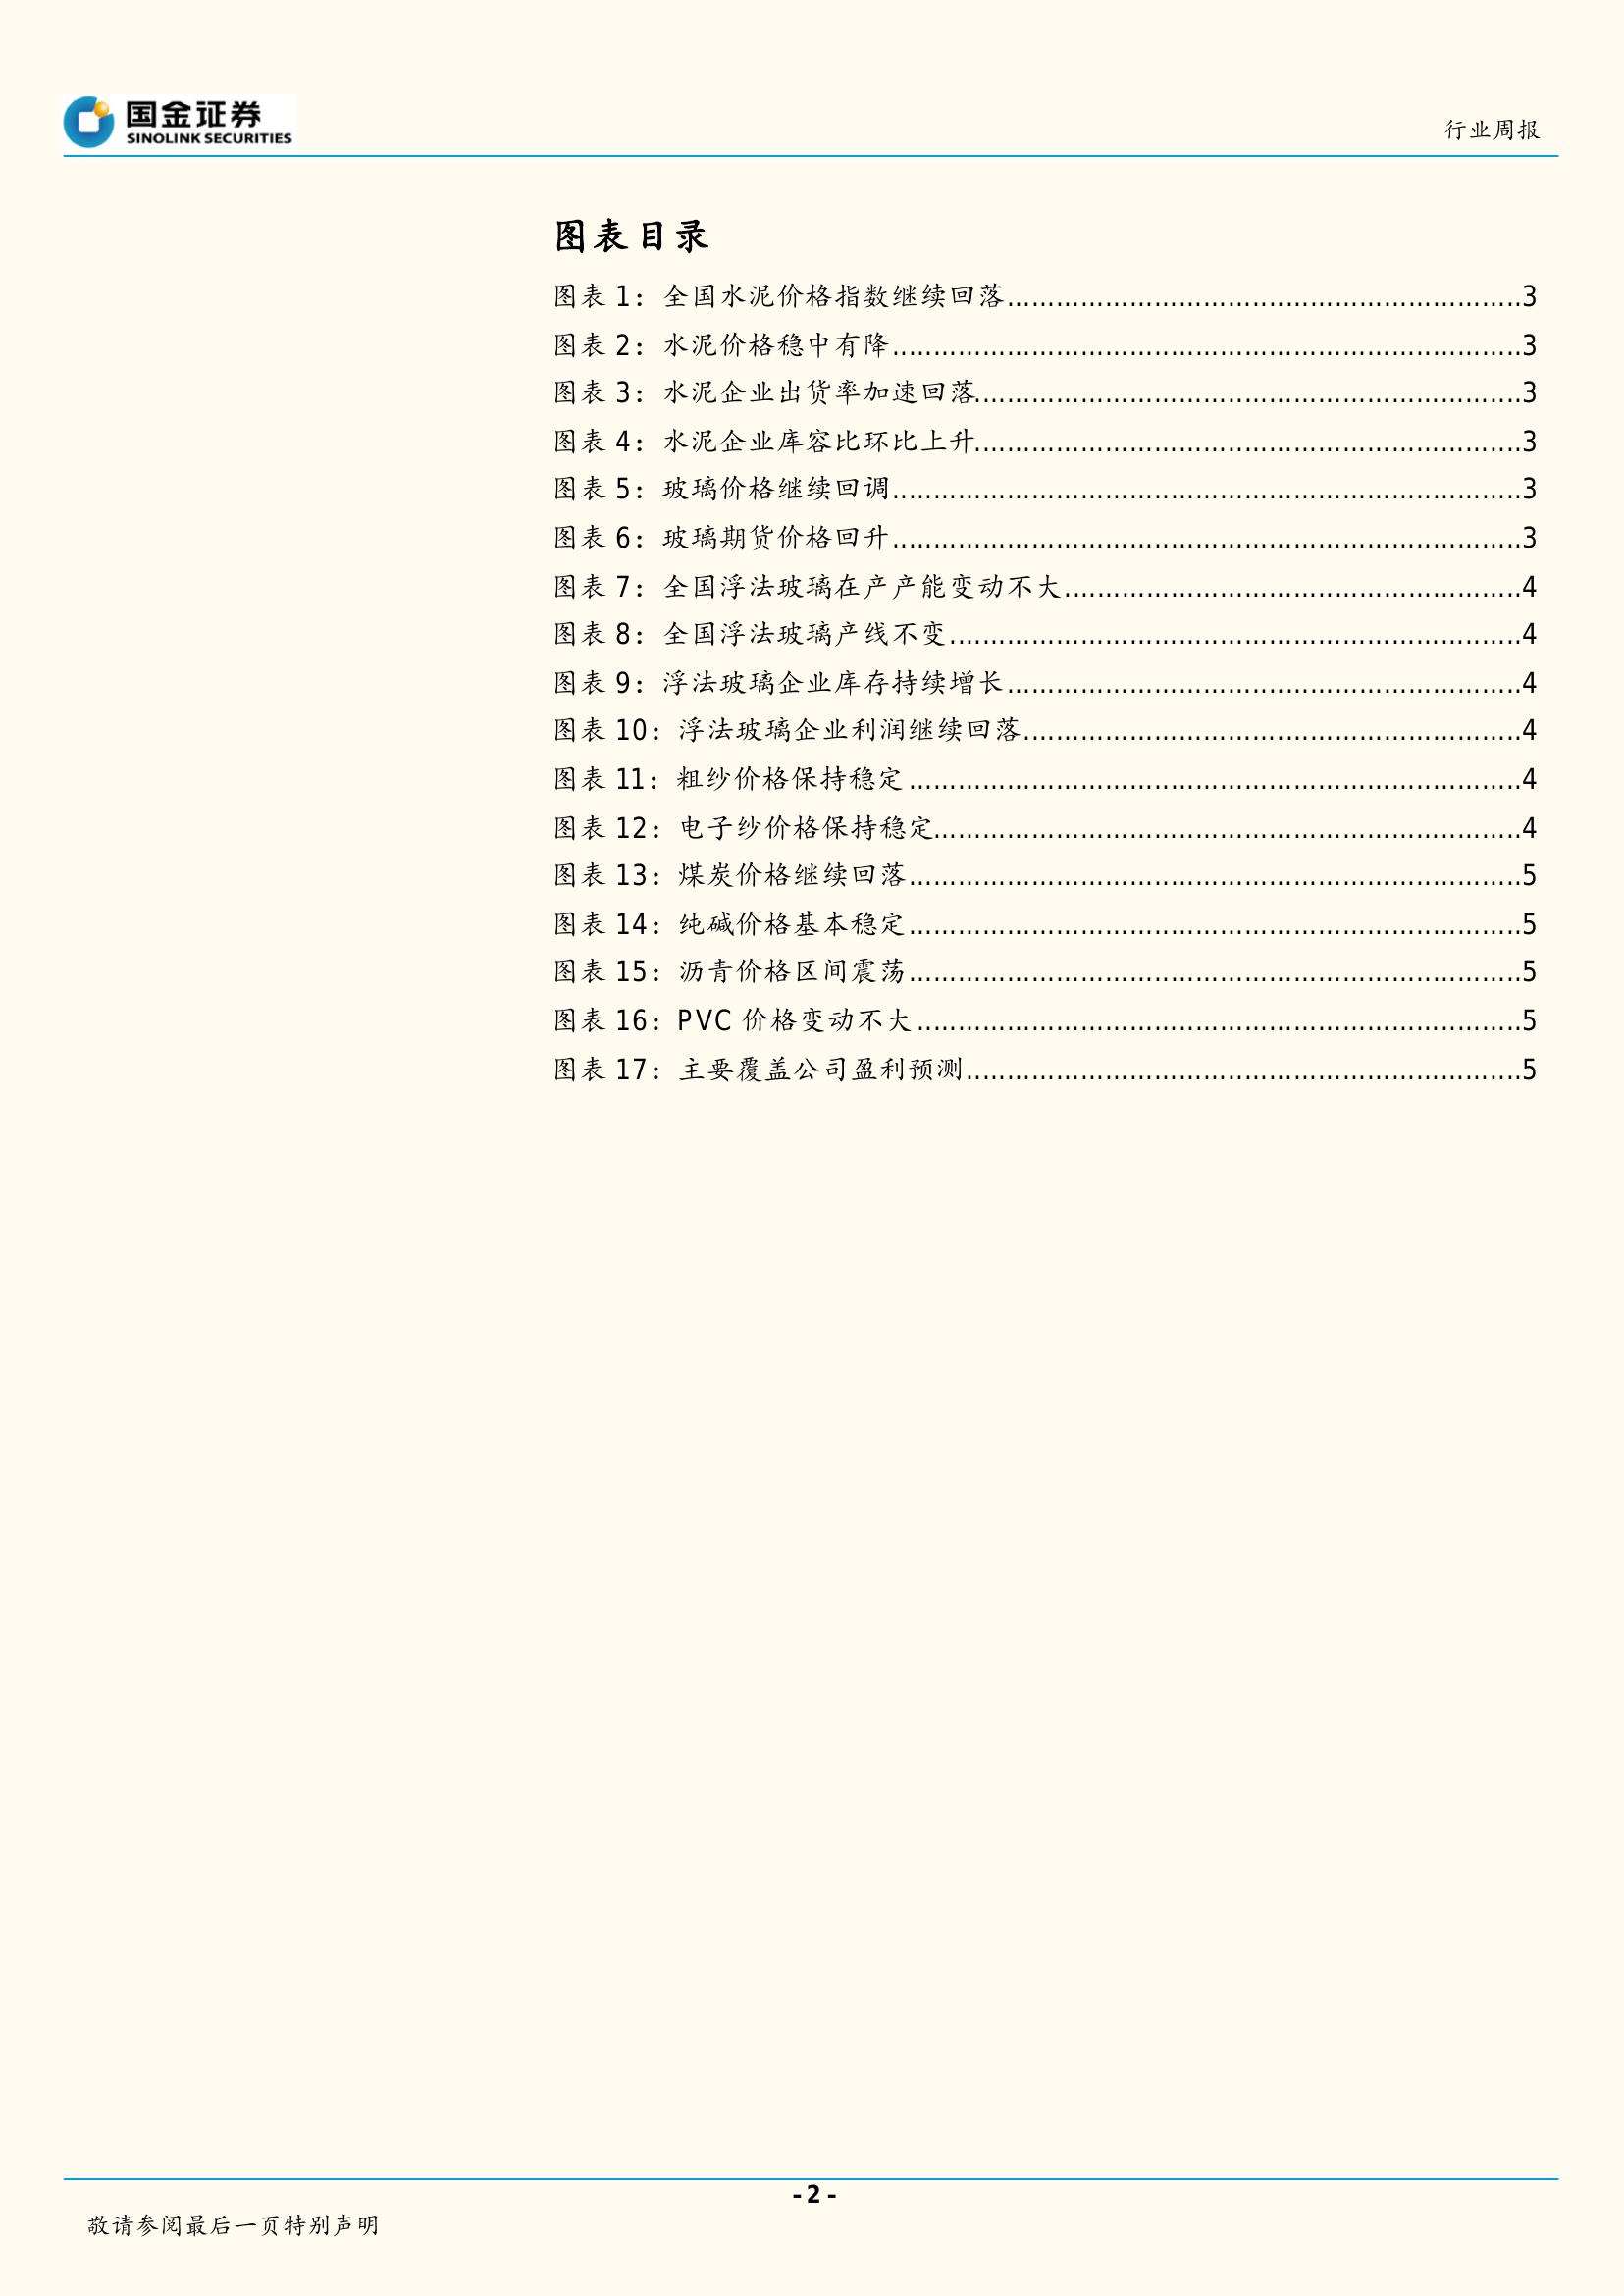 国金证券
SINOLINK SECURITIES
行业周报
图表目录
图表 1：全国水泥价格指数继续回落...............................................................3
图表 2：水泥价格稳中有降.............................................................................3
图表 3：水泥企业出货率加速回落...................................................................3
图表 4：水泥企业库容比环比上升...................................................................3
图表 5：玻璃价格继续回调.............................................................................3
图表 6：玻璃期货价格回升.............................................................................3
图表 7：全国浮法玻璃在产产能变动不大........................................................4
图表 8：全国浮法玻璃产线不变......................................................................4
图表 9：浮法玻璃企业库存持续增长...............................................................4
图表 10：浮法玻璃企业利润继续回落.............................................................4
图表 11：粗纱价格保持稳定...........................................................................4
图表 12：电子纱价格保持稳定........................................................................4
图表 13：煤炭价格继续回落...........................................................................5
图表 14：纯碱价格基本稳定...........................................................................5
图表 15：沥青价格区间震荡...........................................................................5
图表 16：PVC 价格变动不大..........................................................................5
图表 17：主要覆盖公司盈利预测....................................................................5
- 2 -
敬请参阅最后一页特别声明